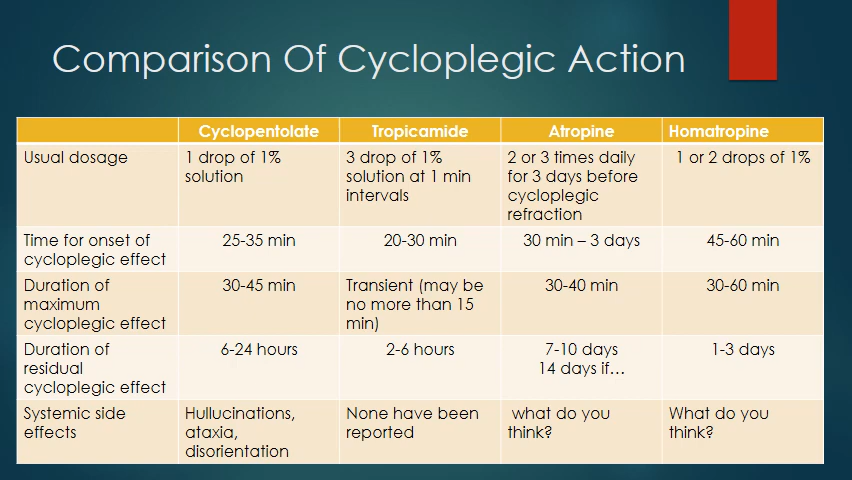 Comparison Of Cycloplegic Action
Cyclopentolate Tropicamide Atropine Homatropine
Usual dosage
1 drop of 1%
solution
3 drop of 1%
solution at 1 min
intervals
2 or 3 times daily
for 3 days before
cycloplegic
refraction
1 or 2 drops of 1%
Time for onset of
cycloplegic effect
25-35 min
20-30 min
30 min – 3 days
45-60 min
Duration of
maximum
cycloplegic effect
30-45 min
Transient (may be
no more than 15
min)
30-40 min
30-60 min
Duration of
residual
cycloplegic effect
6-24 hours
2-6 hours
7-10 days
14 days if...
1-3 days
Systemic side
effects
Hullucinations,
ataxia,
disorientation
None have been
reported
what do you
think?
What do you
think?